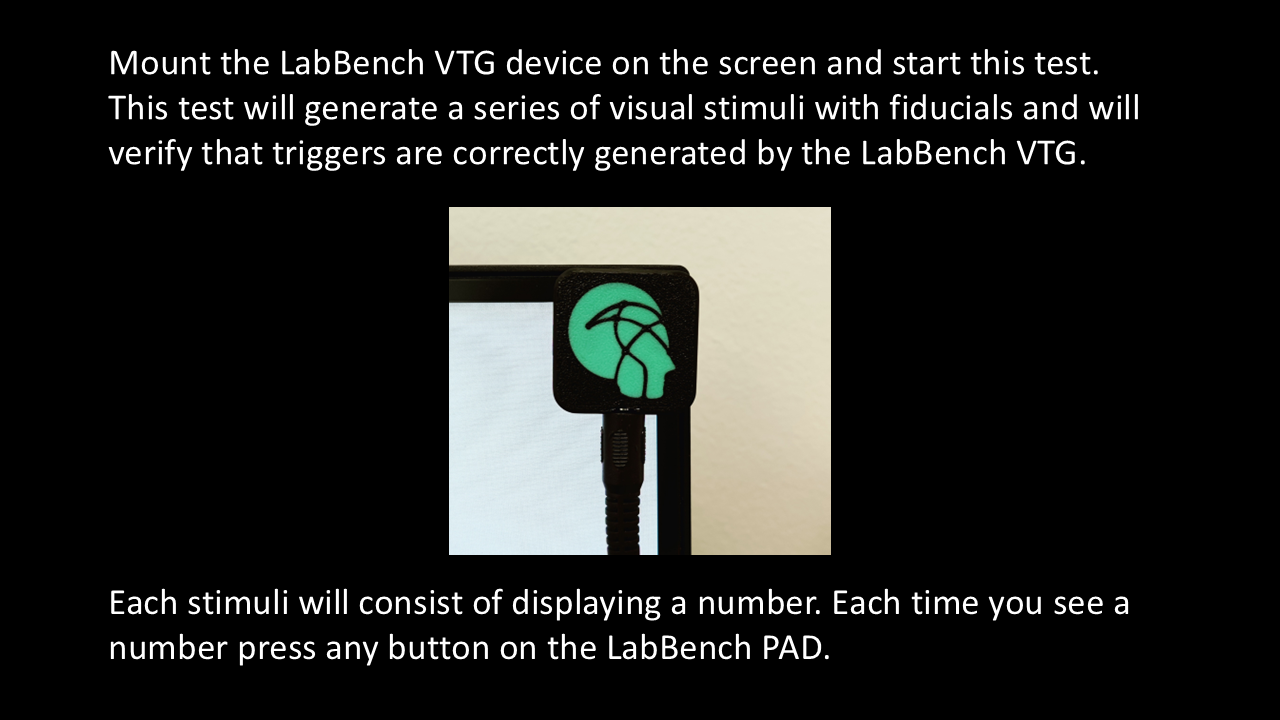 Mount the LabBench VTG device on the screen and start this test.
This test will generate a series of visual stimuli with fiducials and will
verify that triggers are correctly generated by the LabBench VTG.
Each stimuli will consist of displaying a number. Each time you see a
number press any button on the LabBench PAD.